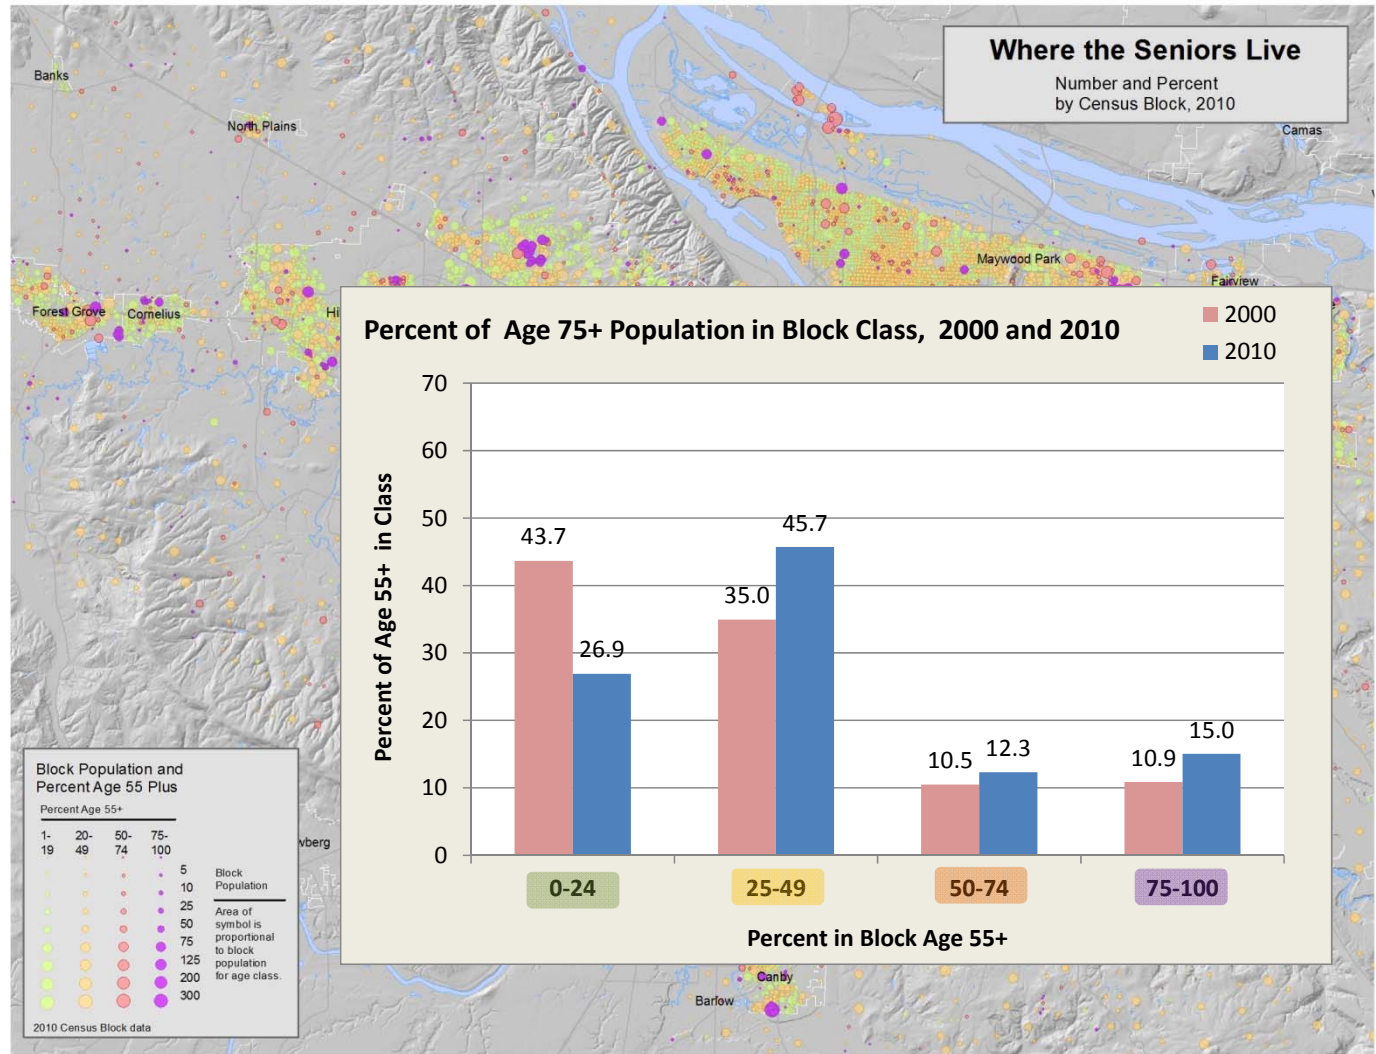 Where the Seniors Live
Number and Percent
by Census Block, 2010
Banks
North Plains
Camas
Maywood Park
Fairview
Forest Grove
Cornelius
Hi
Percent of Age 75+ Population in Block Class, 2000 and 2010
2000
2010
70
60
50
40
30
20
10
0
Percent of Age 55+ in Class
43.7
26.9
35.0
45.7
10.5
12.3
10.9
15.0
0-24
25-49
50-74
75-100
Percent in Block Age 55+
Block Population and
Percent Age 55 Plus
Percent Age 55+
1- 20- 50- 75-
19 49 74 100
5
10
25
50
75
125
200
300
Block
Population
Area of
symbol is
proportional
to block
population
for age class.
2010 Census Block data
vberg
Canby
Barlow